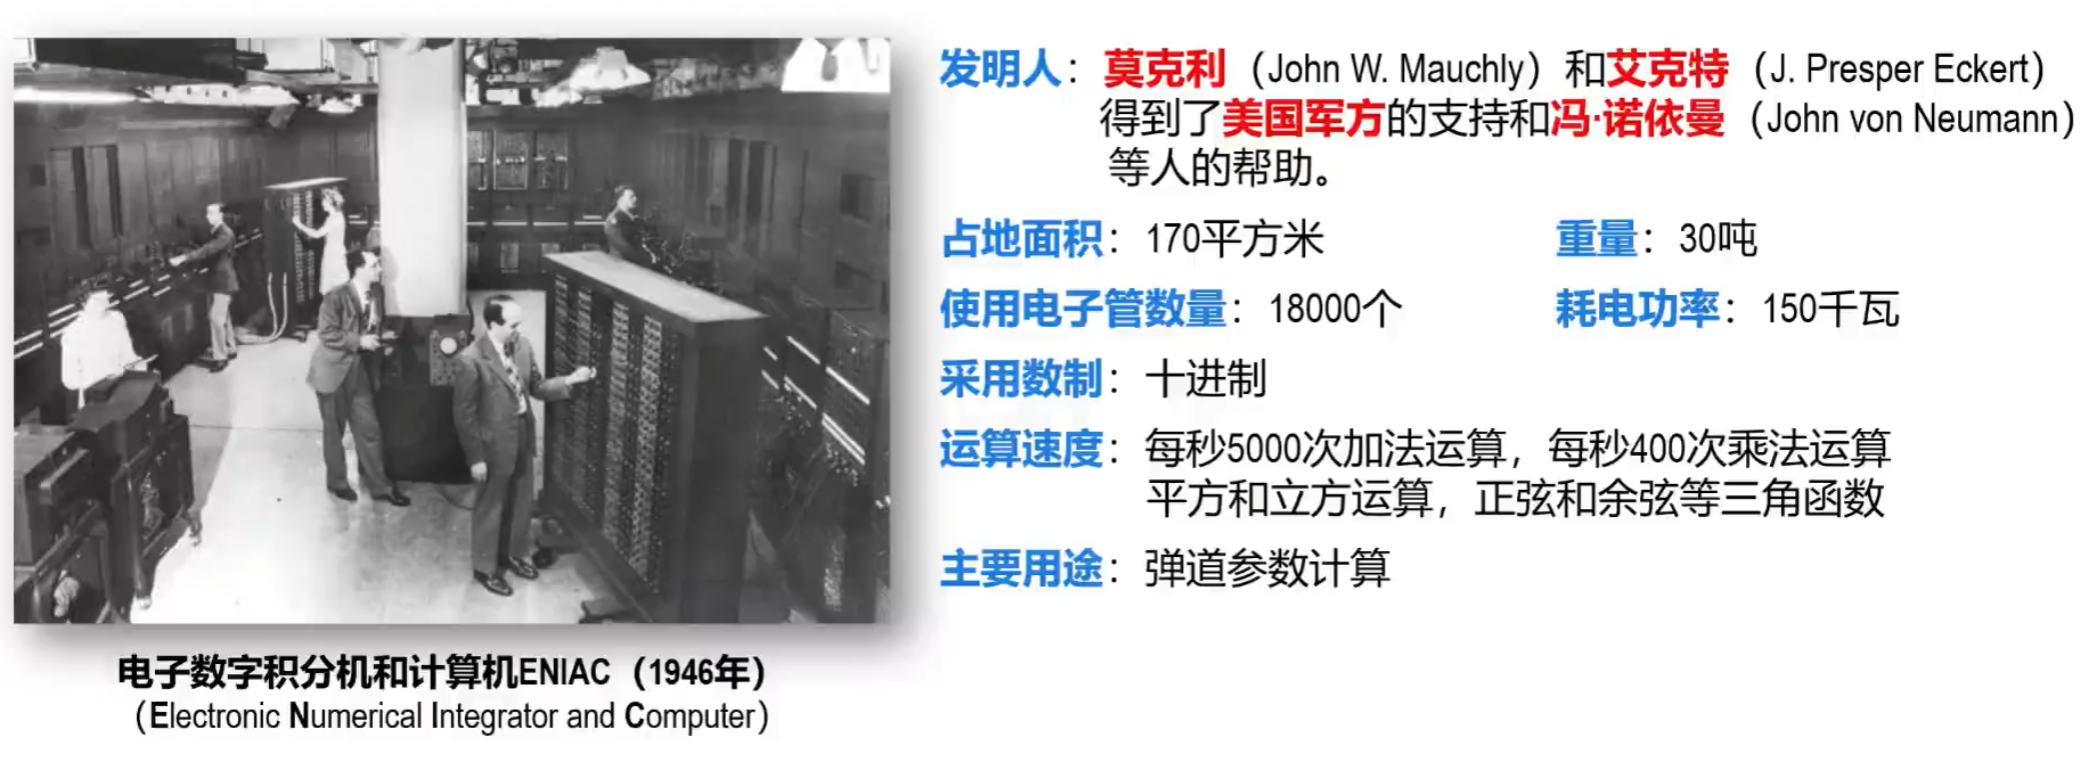 发明人：莫克利（John W. Mauchly）和艾克特（J. Presper Eckert）
得到了美国军方的支持和冯·诺依曼（John von Neumann）
等人的帮助。
占地面积：170平方米
重量：30吨
使用电子管数量：18000个
耗电功率：150千瓦
采用数制：十进制
运算速度：每秒5000次加法运算，每秒400次乘法运算
平方和立方运算，正弦和余弦等三角函数
主要用途：弹道参数计算
电子数字积分机和计算机ENIAC（1946年）
（Electronic Numerical Integrator and Computer）